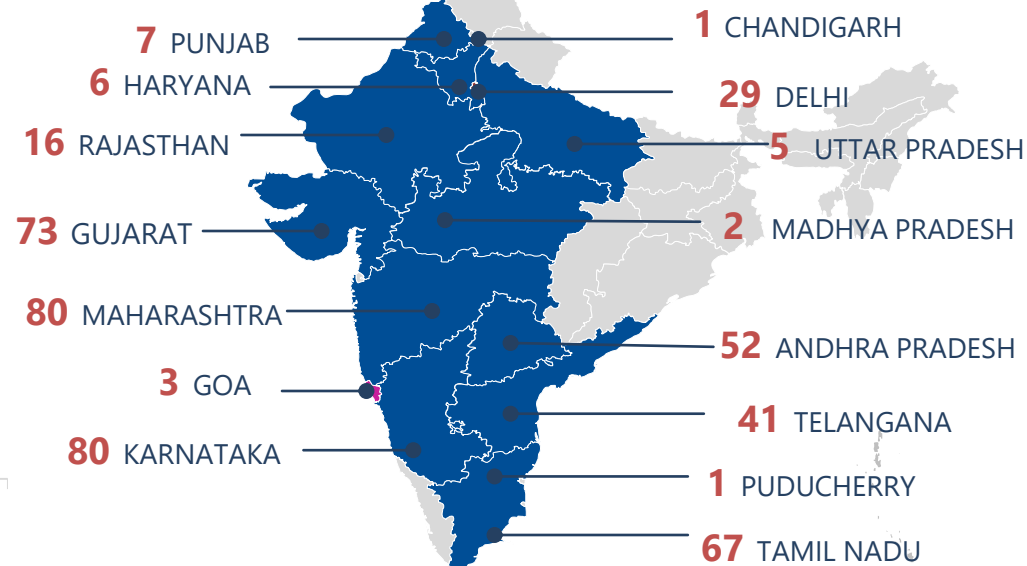 7 PUNJAB
1 CHANDIGARH
6 HARYANA
29 DELHI
16 RAJASTHAN
5 UTTAR PRADESH
73 GUJARAT
2 MADHYA PRADESH
80 MAHARASHTRA
52 ANDHRA PRADESH
3 GOA
41 TELANGANA
80 KARNATAKA
1 PUDUCHERRY
67 TAMIL NADU